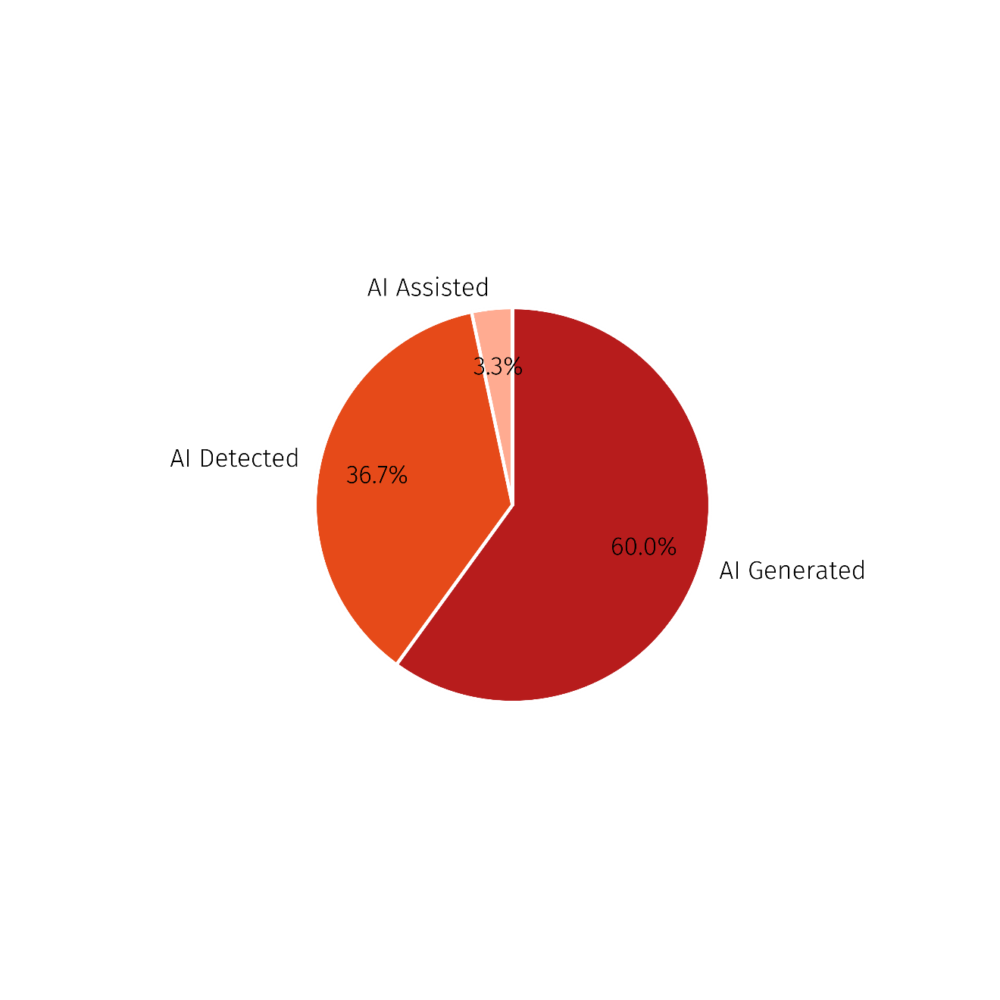 AI Assisted
3.3%
AI Detected
36.7%
60.0%
AI Generated